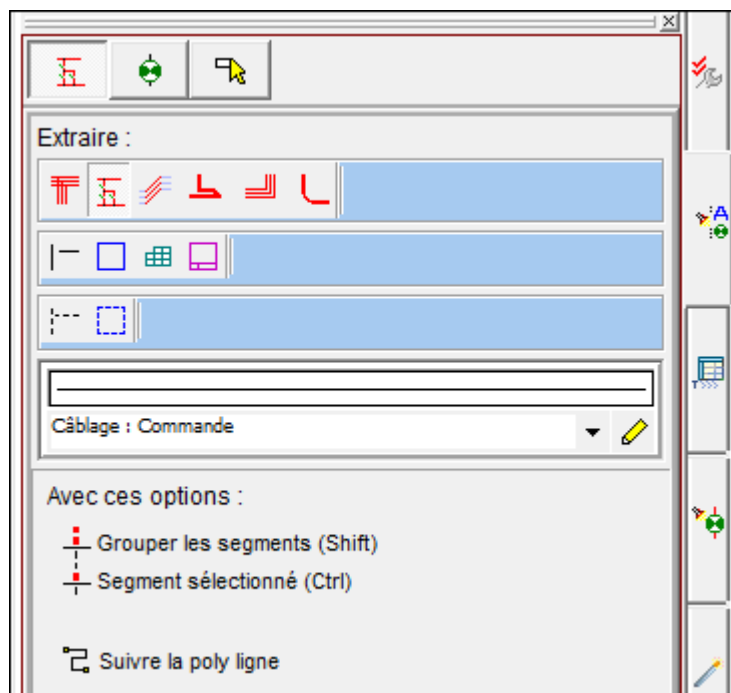 Extraire :
Câblage : Commande
Avec ces options :
Grouper les segments (Shift)
Segment sélectionné (Ctrl)
Suivre la poly ligne